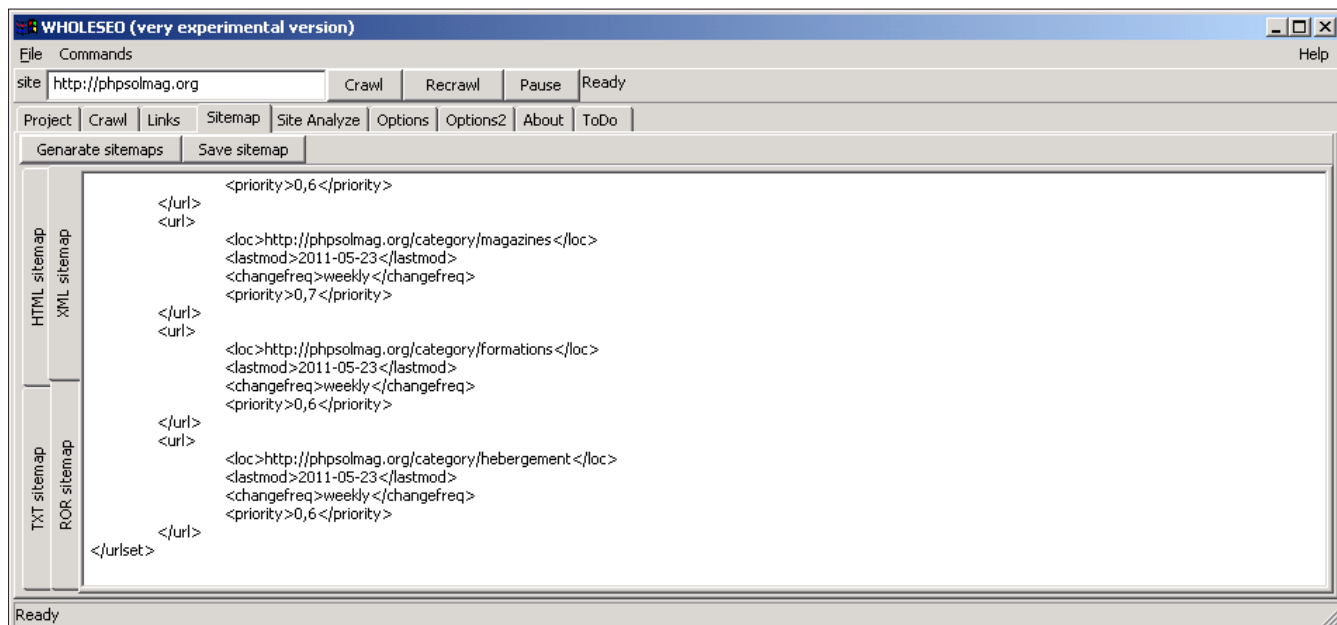 WHOLESEO (very experimental version)
File Commands Help
site http://phpsolmag.org Crawl Recrawl Pause Ready
Project Crawl Links Sitemap Site Analyze Options Options2 About ToDo
Genarate sitemaps Save sitemap
HTML sitemap
XML sitemap
TXT sitemap
ROR sitemap
<priority>0,6</priority>
</url>
<url>
<loc>http://phpsolmag.org/category/magazines</loc>
<lastmod>2011-05-23</lastmod>
<changefreq>weekly</changefreq>
<priority>0,7</priority>
</url>
<url>
<loc>http://phpsolmag.org/category/formations</loc>
<lastmod>2011-05-23</lastmod>
<changefreq>weekly</changefreq>
<priority>0,6</priority>
</url>
<url>
<loc>http://phpsolmag.org/category/hebergement</loc>
<lastmod>2011-05-23</lastmod>
<changefreq>weekly</changefreq>
<priority>0,6</priority>
</url>
</urlset>
Ready